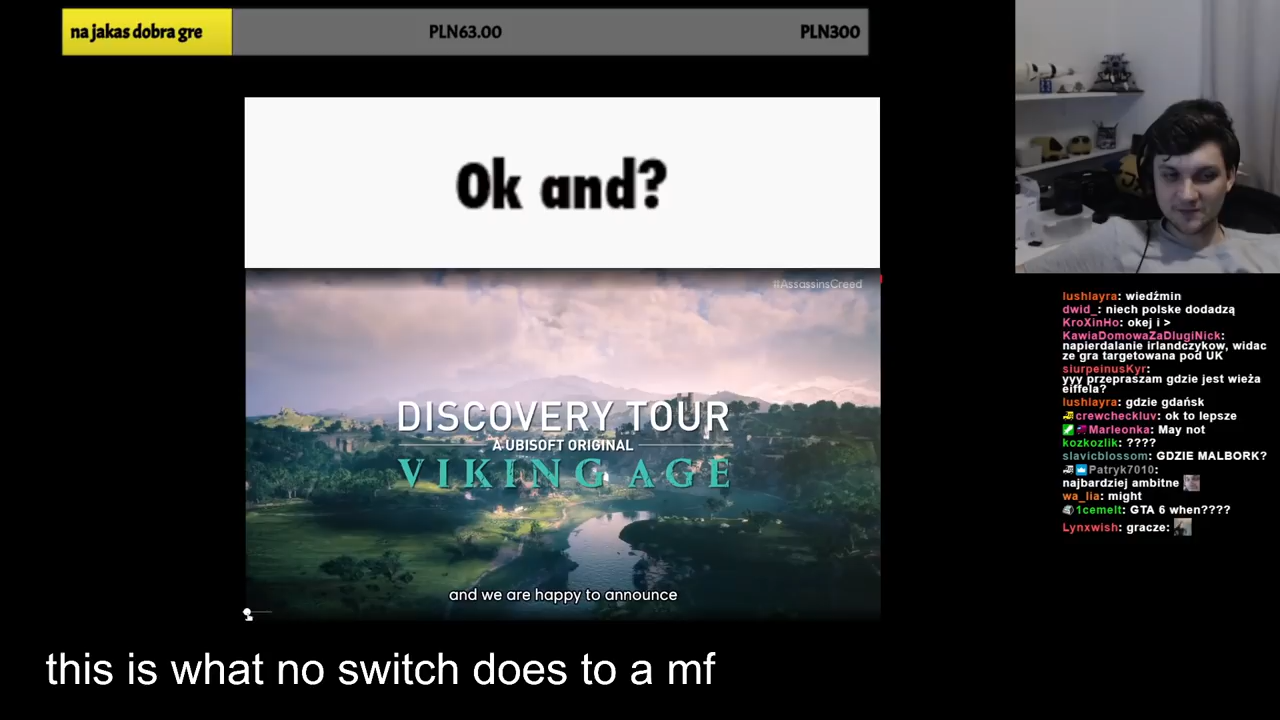 na jakas dobra gre PLN63.00 PLN300
Ok and?
#AssassinsCreed
DISCOVERY TOUR
A UBISOFT ORIGINAL
VIKING AGE
and we are happy to announce
this is what no switch does to a mf
lushlayra: wiedźmin
dwid_: niech polske dodadzą
KroXinHo: okej i >
KawiaDomowaZaDlugiNick:
napierdalanie irlandczykow, widac
ze gra targetowana pod UK
siurpeinusKyr:
yyy przepraszam gdzie jest wieża
eiffela?
lushlayra: gdzie gdańsk
crewcheckluv: ok to lepsze
Marleonka: May not
kozkozlik: ????
slavicblossom: GDZIE MALBORK?
Patryk7010:
najbardziej ambitne
wa_lia: might
1cemelt: GTA 6 when????
Lynxwish: gracze: